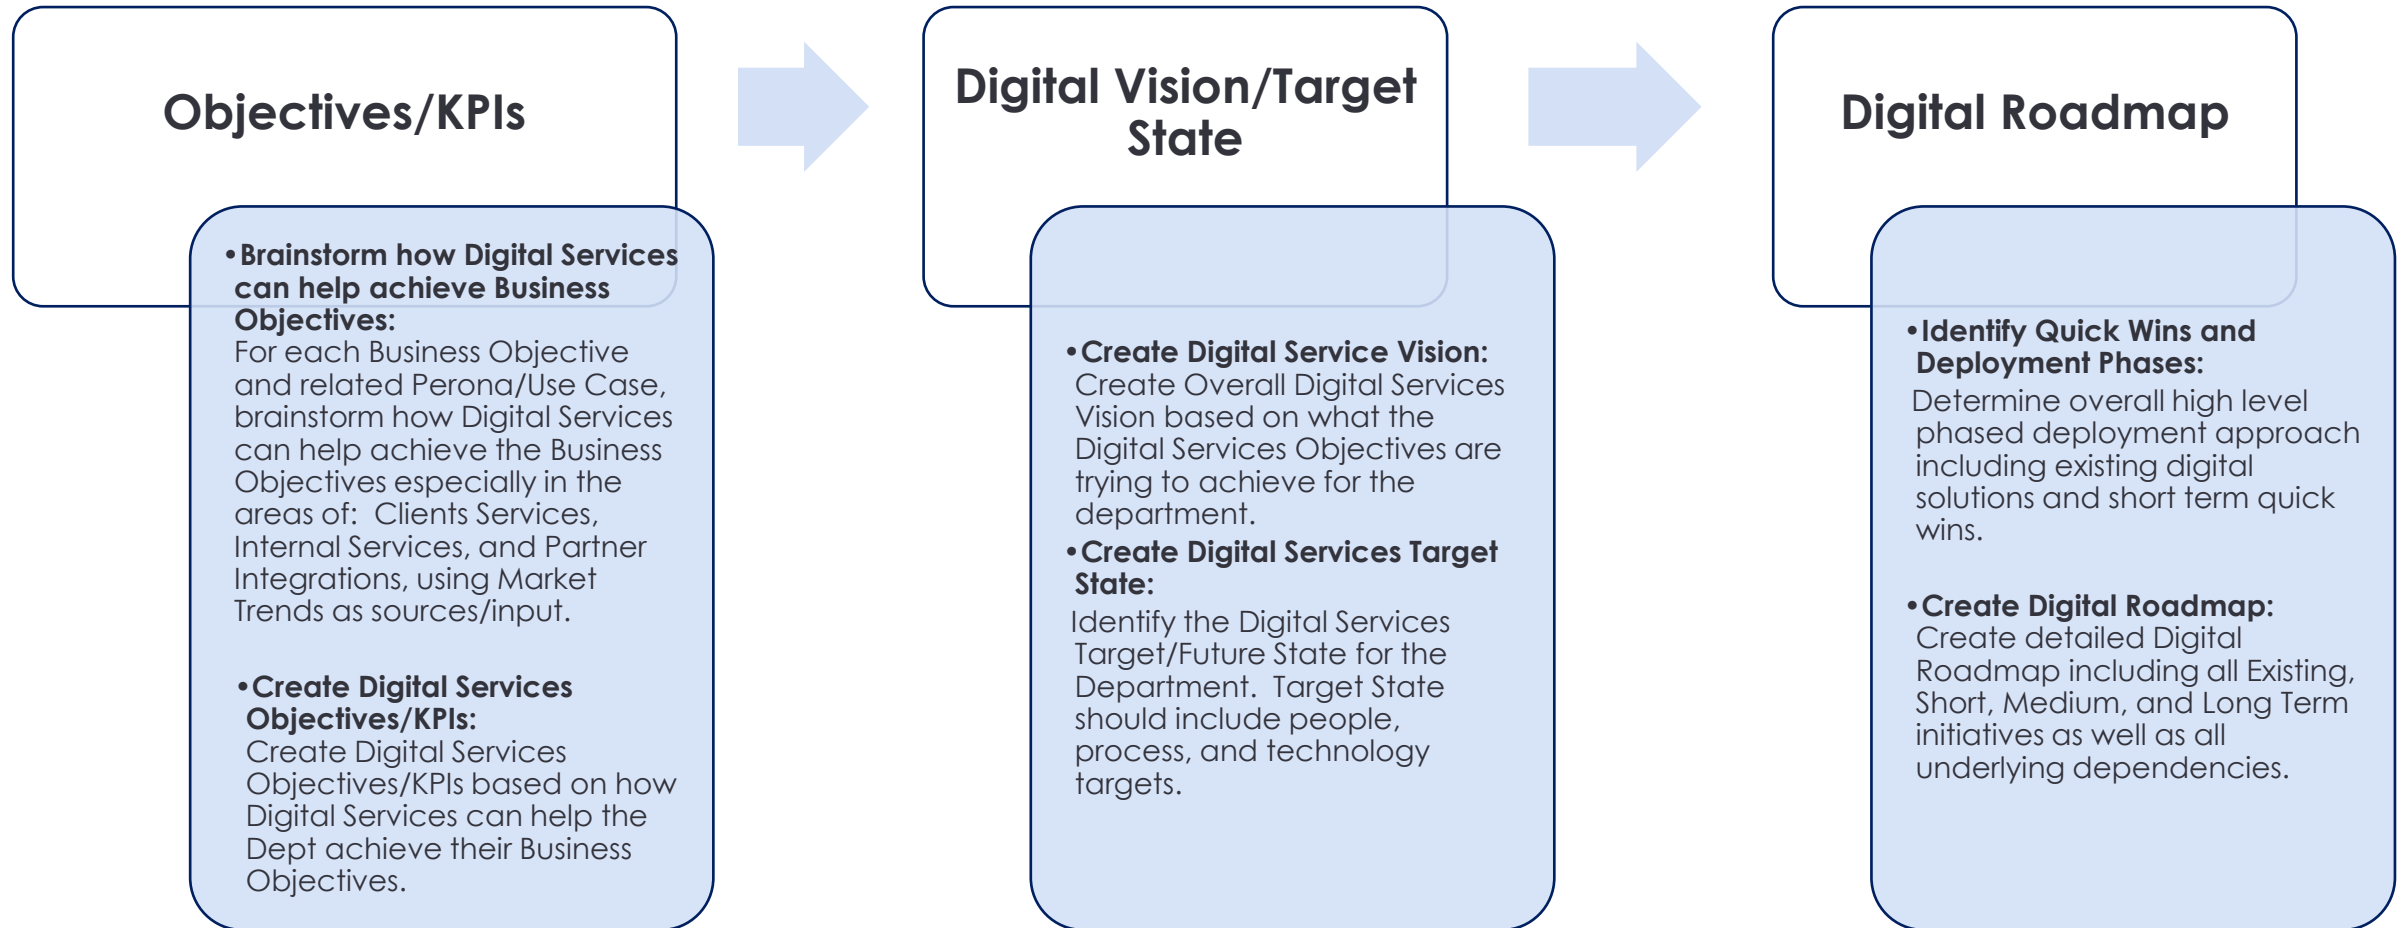 Objectives/KPIs
•Brainstorm how Digital Services
can help achieve Business
Objectives:
For each Business Objective
and related Perona/Use Case,
brainstorm how Digital Services
can help achieve the Business
Objectives especially in the
areas of:  Clients Services,
Internal Services, and Partner
Integrations, using Market
Trends as sources/input.
•Create Digital Services
Objectives/KPIs:
Create Digital Services
Objectives/KPIs based on how
Digital Services can help the
Dept achieve their Business
Objectives.
Digital Vision/Target
State
•Create Digital Service Vision:
Create Overall Digital Services
Vision based on what the
Digital Services Objectives are
trying to achieve for the
department.
•Create Digital Services Target
State:
Identify the Digital Services
Target/Future State for the
Department.  Target State
should include people,
process, and technology
targets.
Digital Roadmap
•Identify Quick Wins and
Deployment Phases:
Determine overall high level
phased deployment approach
including existing digital
solutions and short term quick
wins.
•Create Digital Roadmap:
Create detailed Digital
Roadmap including all Existing,
Short, Medium, and Long Term
initiatives as well as all
underlying dependencies.